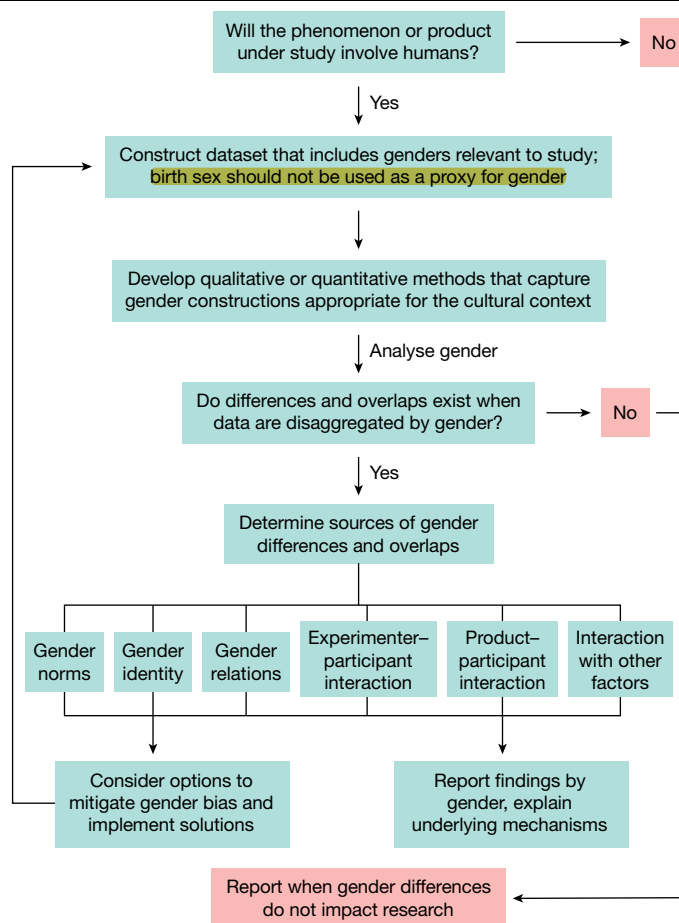 Will the phenomenon or product
under study involve humans?
No
Yes
Construct dataset that includes genders relevant to study;
birth sex should not be used as a proxy for gender
Develop qualitative or quantitative methods that capture
gender constructions appropriate for the cultural context
Analyse gender
Do differences and overlaps exist when
data are disaggregated by gender?
No
Yes
Determine sources of gender
differences and overlaps
Gender
norms
Gender
identity
Gender
relations
Experimenter–
participant
interaction
Product–
participant
interaction
Interaction
with other
factors
Consider options to
mitigate gender bias and
implement solutions
Report findings by
gender, explain
underlying mechanisms
Report when gender differences
do not impact research